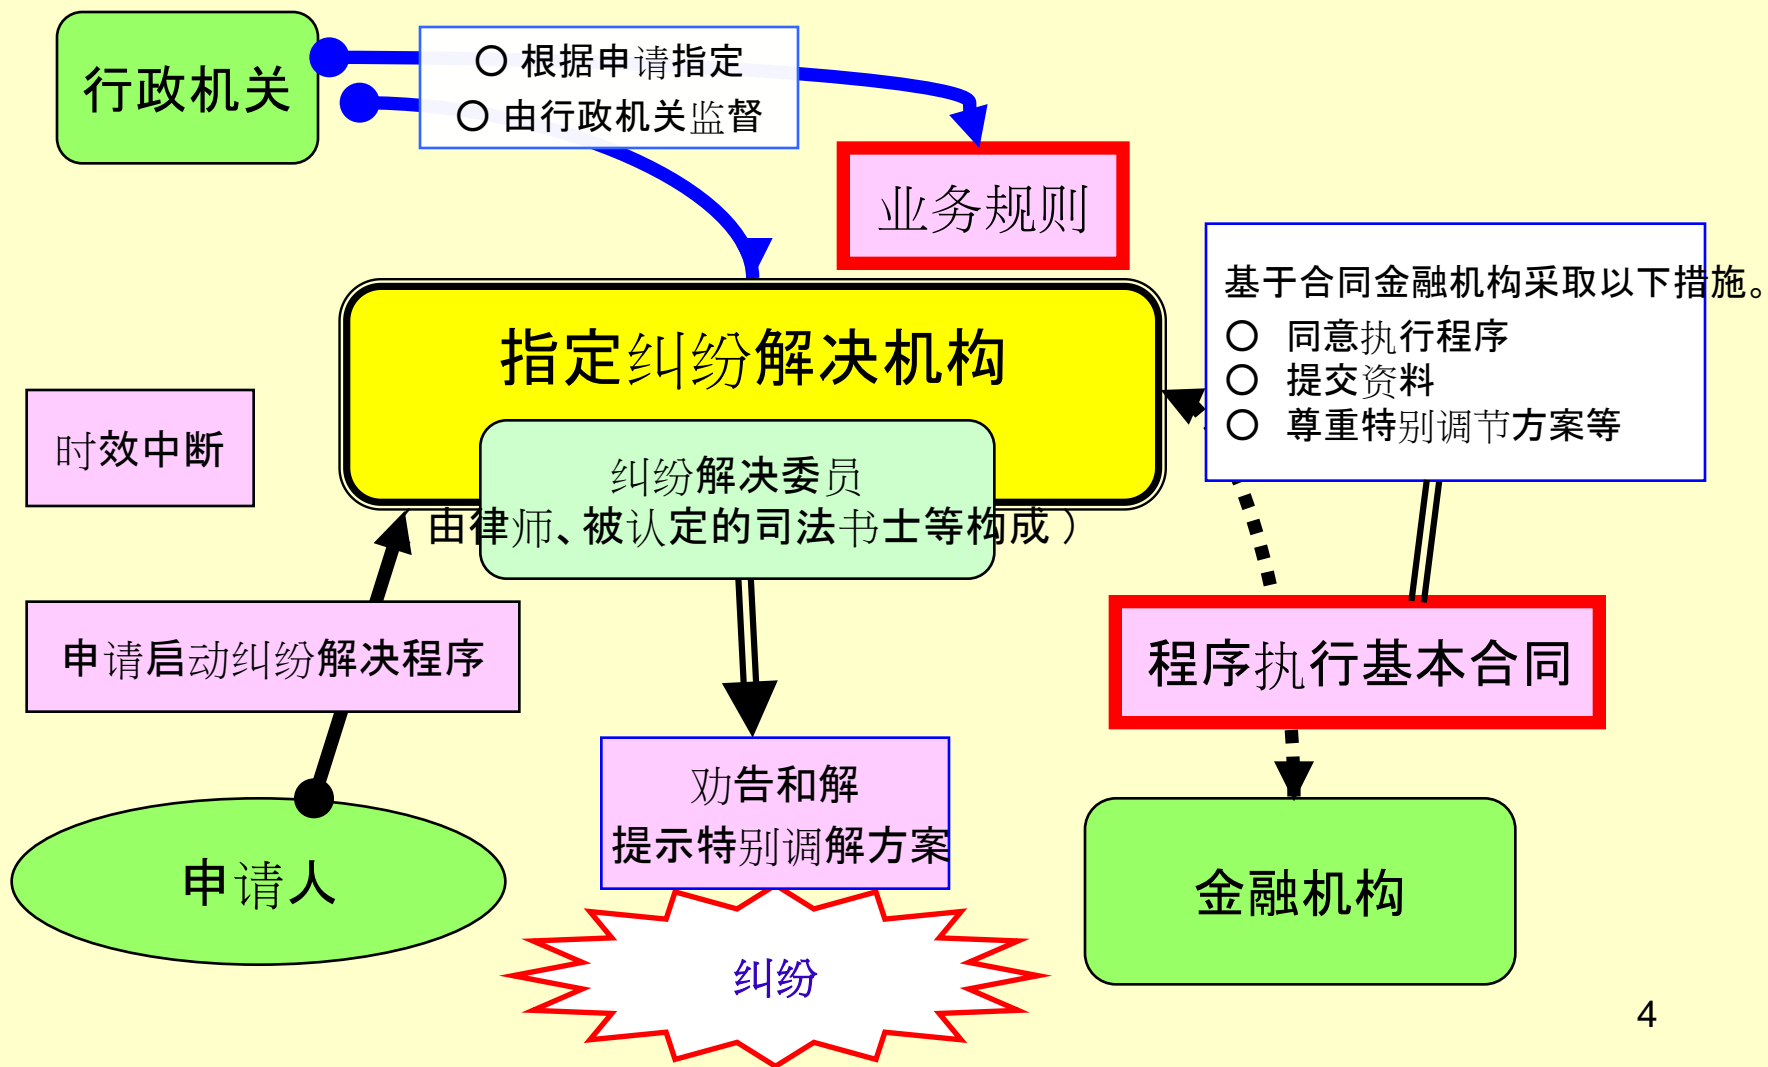 行政机关
〇 根据申请指定
〇 由行政机关监督
业务规则
指定纠纷解决机构
基于合同金融机构采取以下措施。
〇 同意执行程序
〇 提交资料
〇 尊重特别调节方案等
时效中断
纠纷解决委员
（由律师、被认定的司法书士等构成）
申请启动纠纷解决程序
程序执行基本合同
劝告和解
提示特别调解方案
申请人
金融机构
纠纷
4